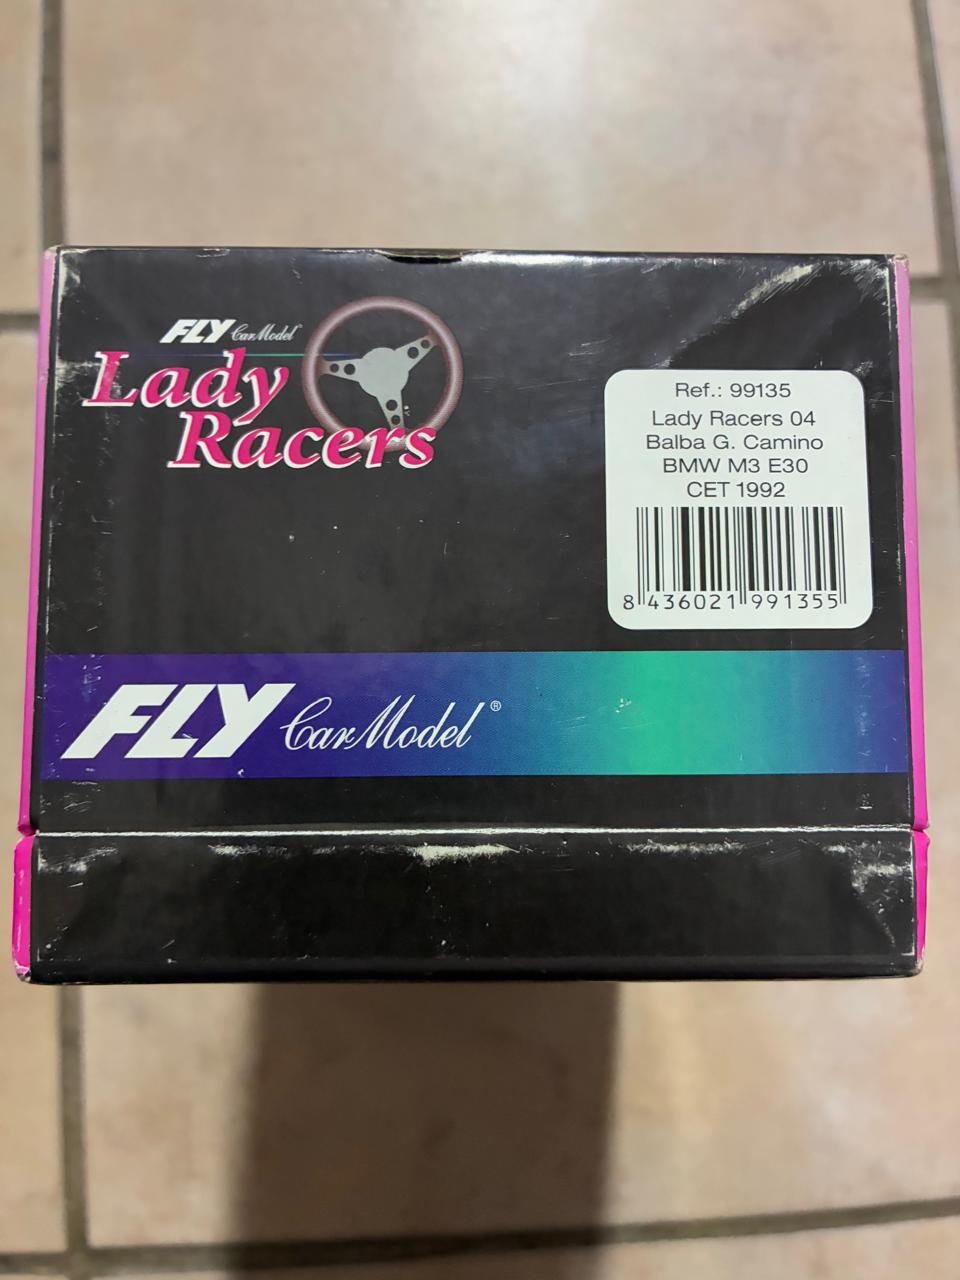 FLY Car Model
Lady
Racers
Ref.: 99135
Lady Racers 04
Balba G. Camino
BMW M3 E30
CET 1992
8 436021 991355
FLY Car Model ®